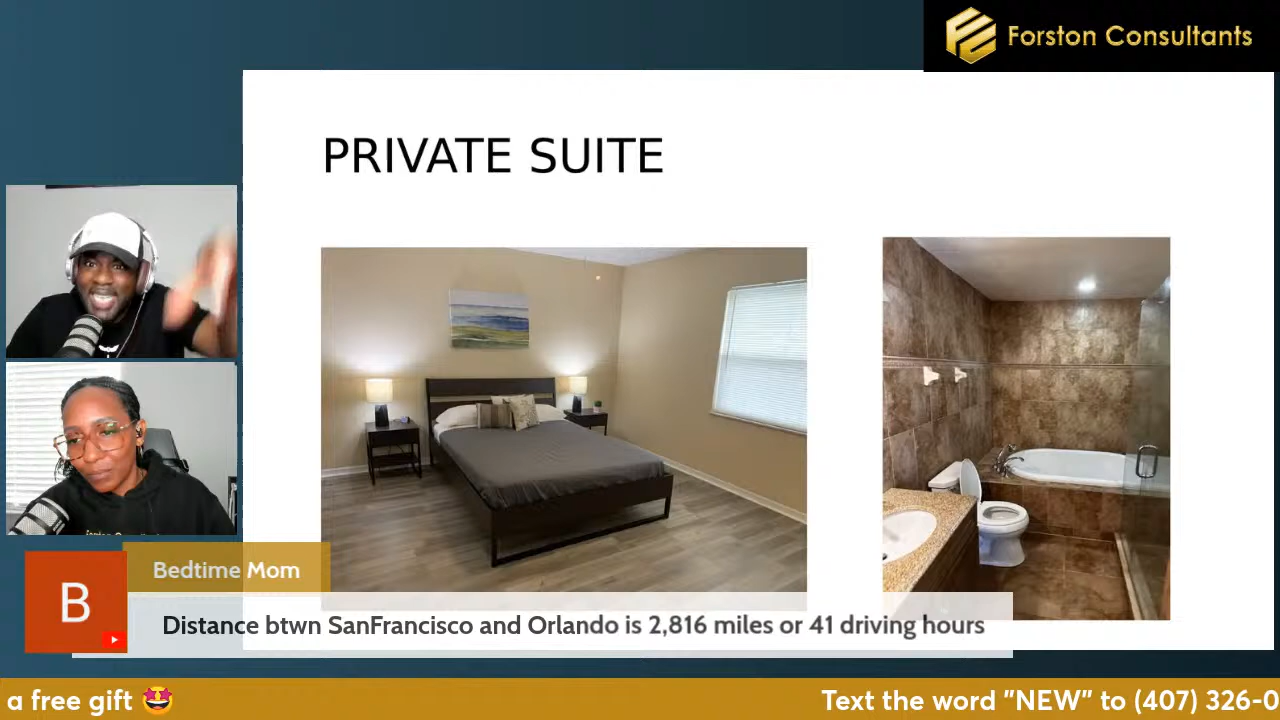 Forston Consultants
PRIVATE SUITE
B
Bedtime Mom
Distance btwn SanFrancisco and Orlando is 2,816 miles or 41 driving hours
a free gift 🤩
Text the word "NEW" to (407) 326-0